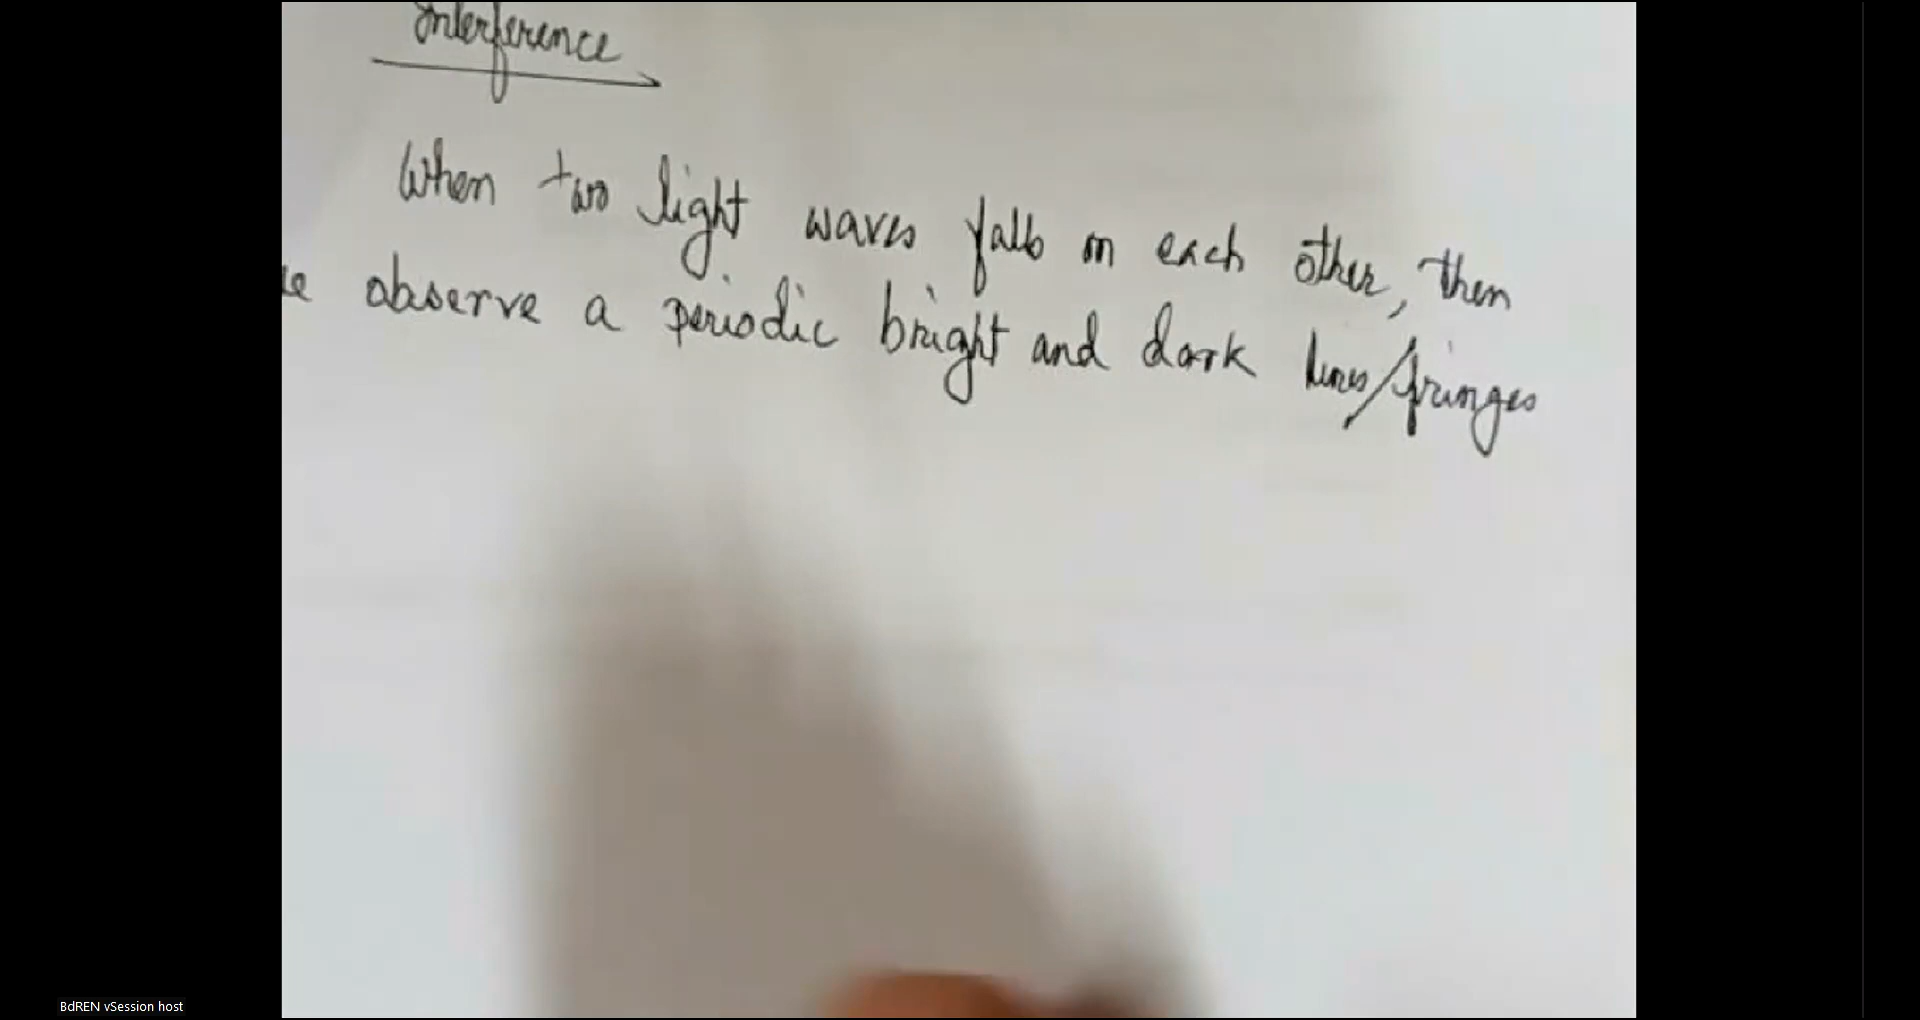 Interference
When two light waves falls on each other, then
observe a periodic bright and dark lines/fringes
BdREN vSession host